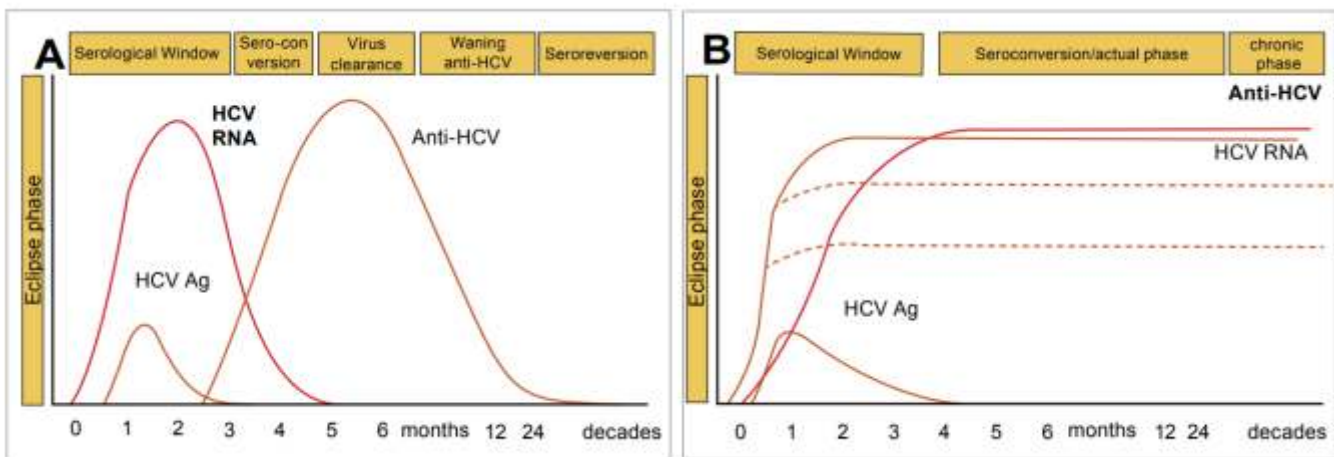 A
Serological Window
Sero-con
version
Virus
clearance
Waning
anti-HCV
Seroreversion
Eclipse phase
HCV
RNA
Anti-HCV
HCV Ag
0 1 2 3 4 5 6 months 12 24 decades
B
Serological Window
Seroconversion/actual phase
chronic
phase
Eclipse phase
Anti-HCV
HCV RNA
HCV Ag
0 1 2 3 4 5 6 months 12 24 decades